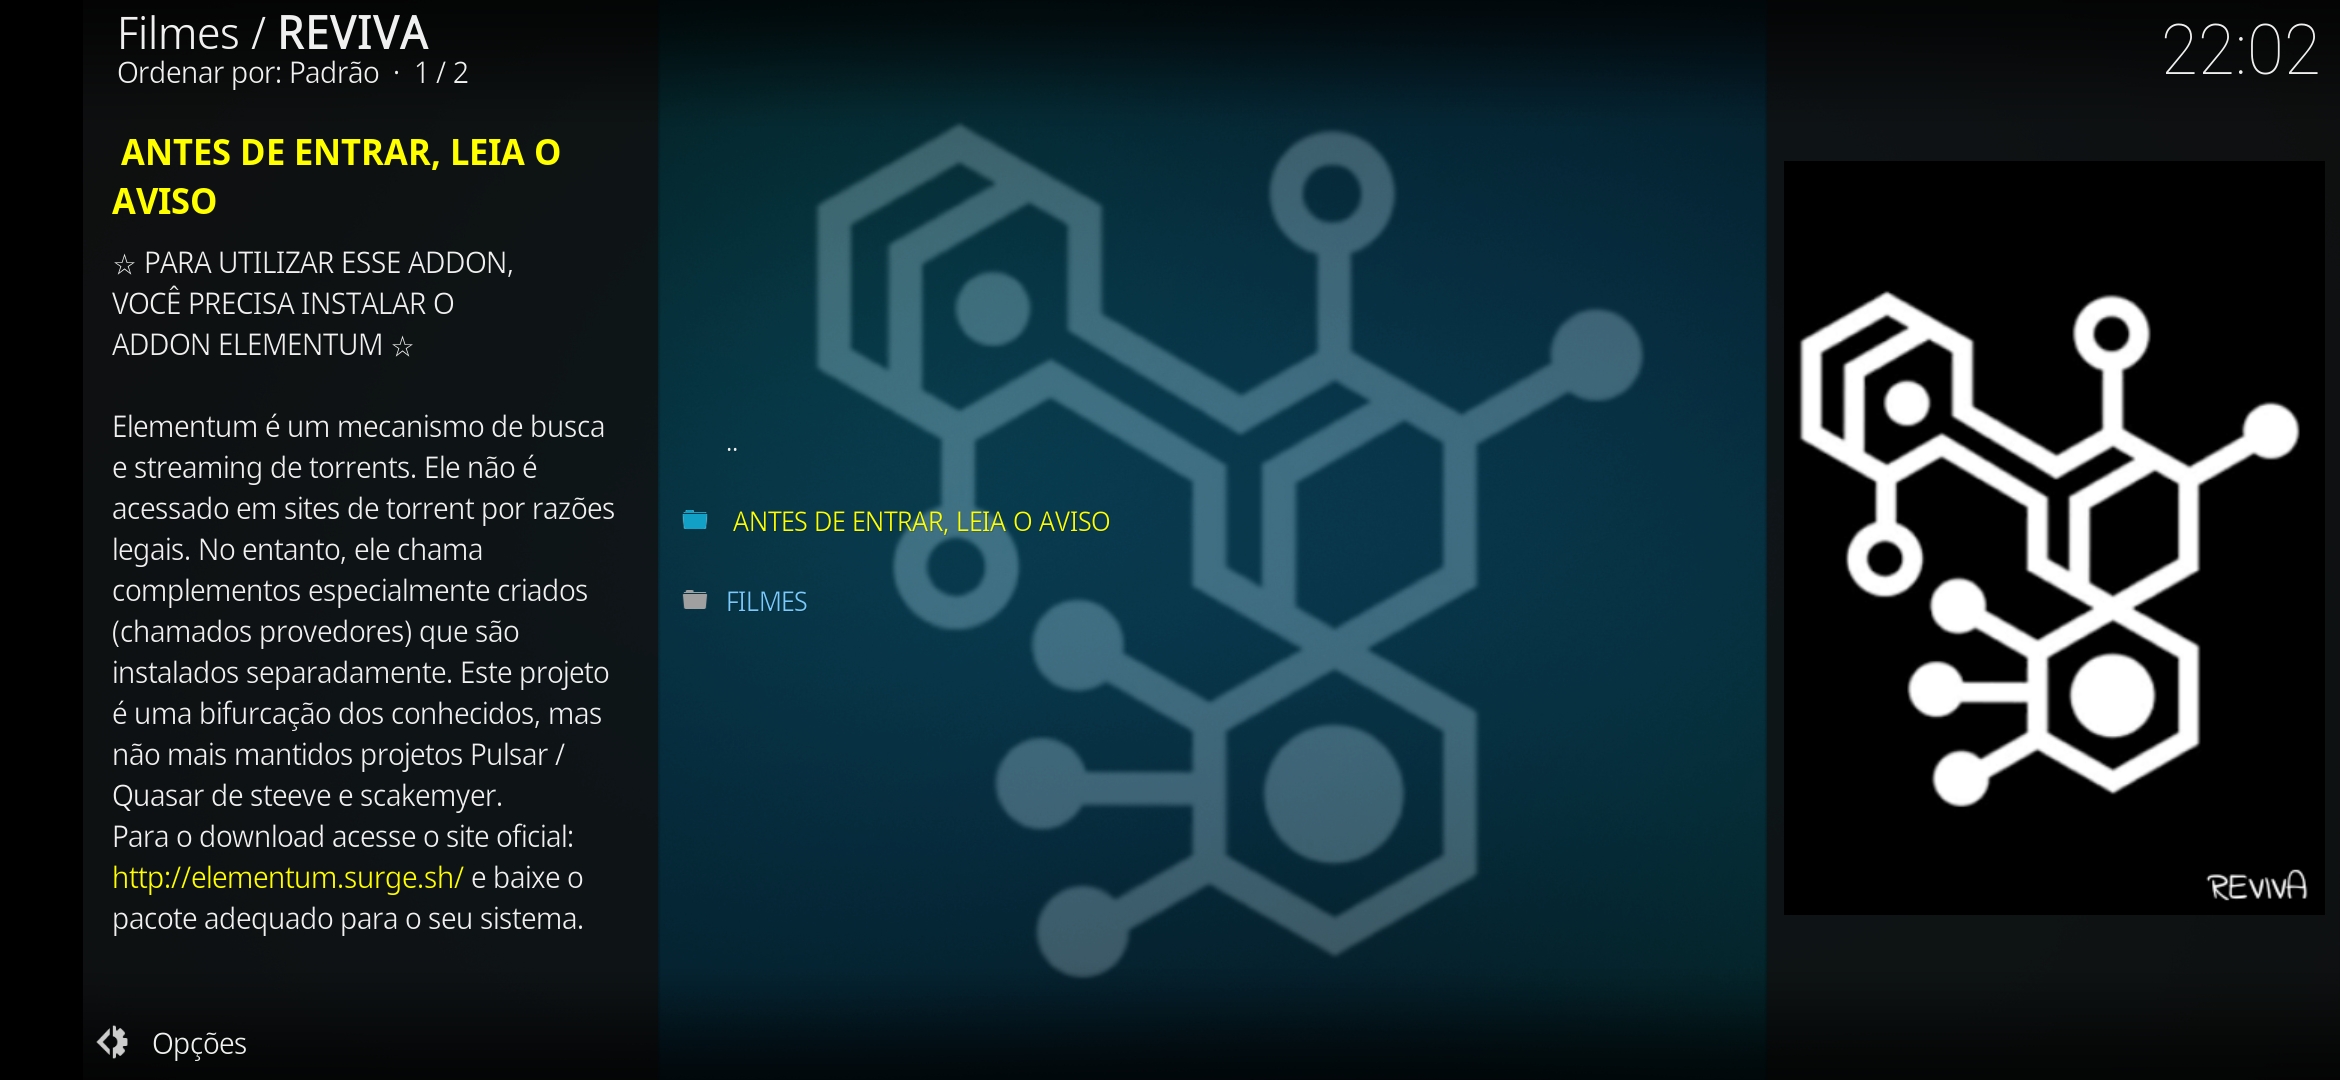 Filmes / REVIVA
Ordenar por: Padrão · 1 / 2
22:02
ANTES DE ENTRAR, LEIA O
AVISO
☆ PARA UTILIZAR ESSE ADDON,
VOCÊ PRECISA INSTALAR O
ADDON ELEMENTUM ☆
Elementum é um mecanismo de busca
e streaming de torrents. Ele não é
acessado em sites de torrent por razões
legais. No entanto, ele chama
complementos especialmente criados
(chamados provedores) que são
instalados separadamente. Este projeto
é uma bifurcação dos conhecidos, mas
não mais mantidos projetos Pulsar /
Quasar de steeve e scakemyer.
Para o download acesse o site oficial:
http://elementum.surge.sh/ e baixe o
pacote adequado para o seu sistema.
Opções
..
ANTES DE ENTRAR, LEIA O AVISO
FILMES
REVIVA